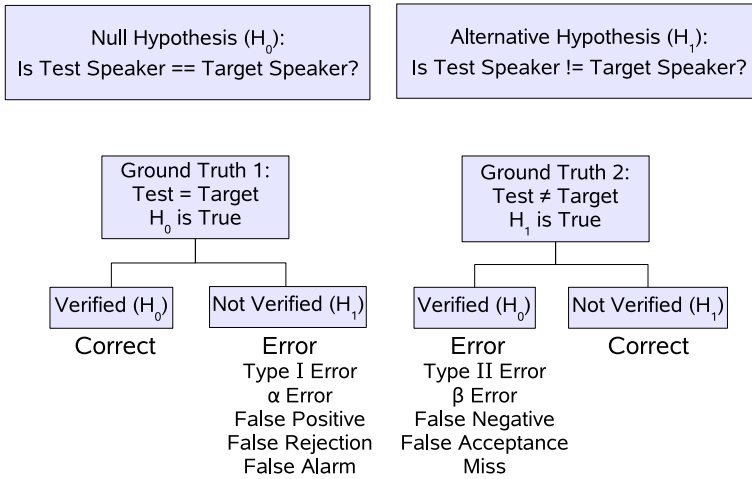 Null Hypothesis (H₀):
Is Test Speaker == Target Speaker?
Alternative Hypothesis (H₁):
Is Test Speaker != Target Speaker?
Ground Truth 1:
Test = Target
H₀ is True
Ground Truth 2:
Test ≠ Target
H₁ is True
Verified (H₀)
Correct
Not Verified (H₁)
Error
Type I Error
α Error
False Positive
False Rejection
False Alarm
Verified (H₀)
Error
Type II Error
β Error
False Negative
False Acceptance
Miss
Not Verified (H₁)
Correct